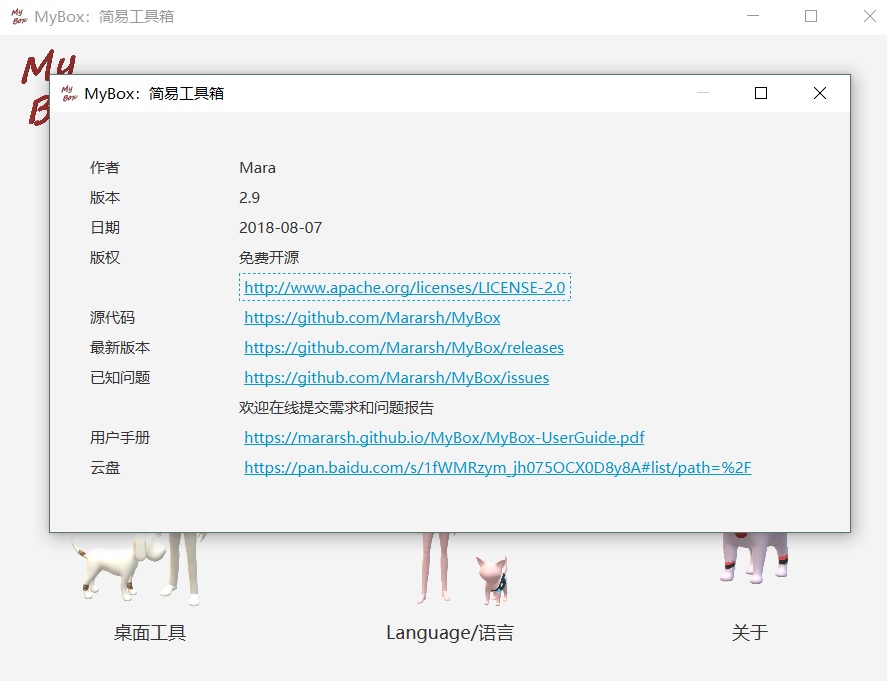 My Box MyBox：简易工具箱
My
B
My Box MyBox：简易工具箱
作者 Mara
版本 2.9
日期 2018-08-07
版权 免费开源
http://www.apache.org/licenses/LICENSE-2.0
源代码 https://github.com/Mararsh/MyBox
最新版本 https://github.com/Mararsh/MyBox/releases
已知问题 https://github.com/Mararsh/MyBox/issues
欢迎在线提交需求和问题报告
用户手册 https://mararsh.github.io/MyBox/MyBox-UserGuide.pdf
云盘 https://pan.baidu.com/s/1fWMRzym_jh075OCX0D8y8A#list/path=%2F
桌面工具 Language/语言 关于